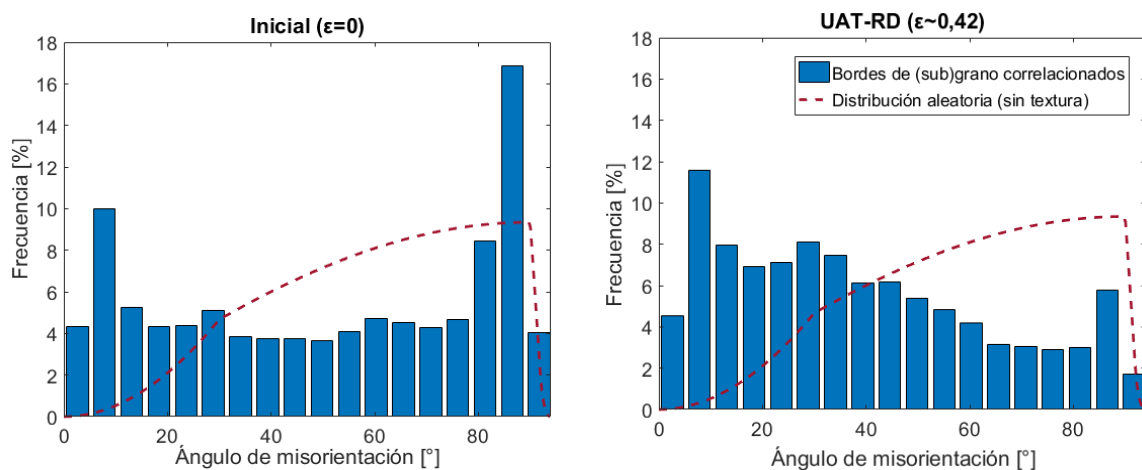 Inicial (ε=0)
18
16
14
12
10
8
6
4
2
0
Frecuencia [%]
0 20 40 60 80
Ángulo de misorientación [°]
UAT-RD (ε~0,42)
18
16
14
12
10
8
6
4
2
0
Frecuencia [%]
Bordes de (sub)grano correlacionados
Distribución aleatoria (sin textura)
0 20 40 60 80
Ángulo de misorientación [°]